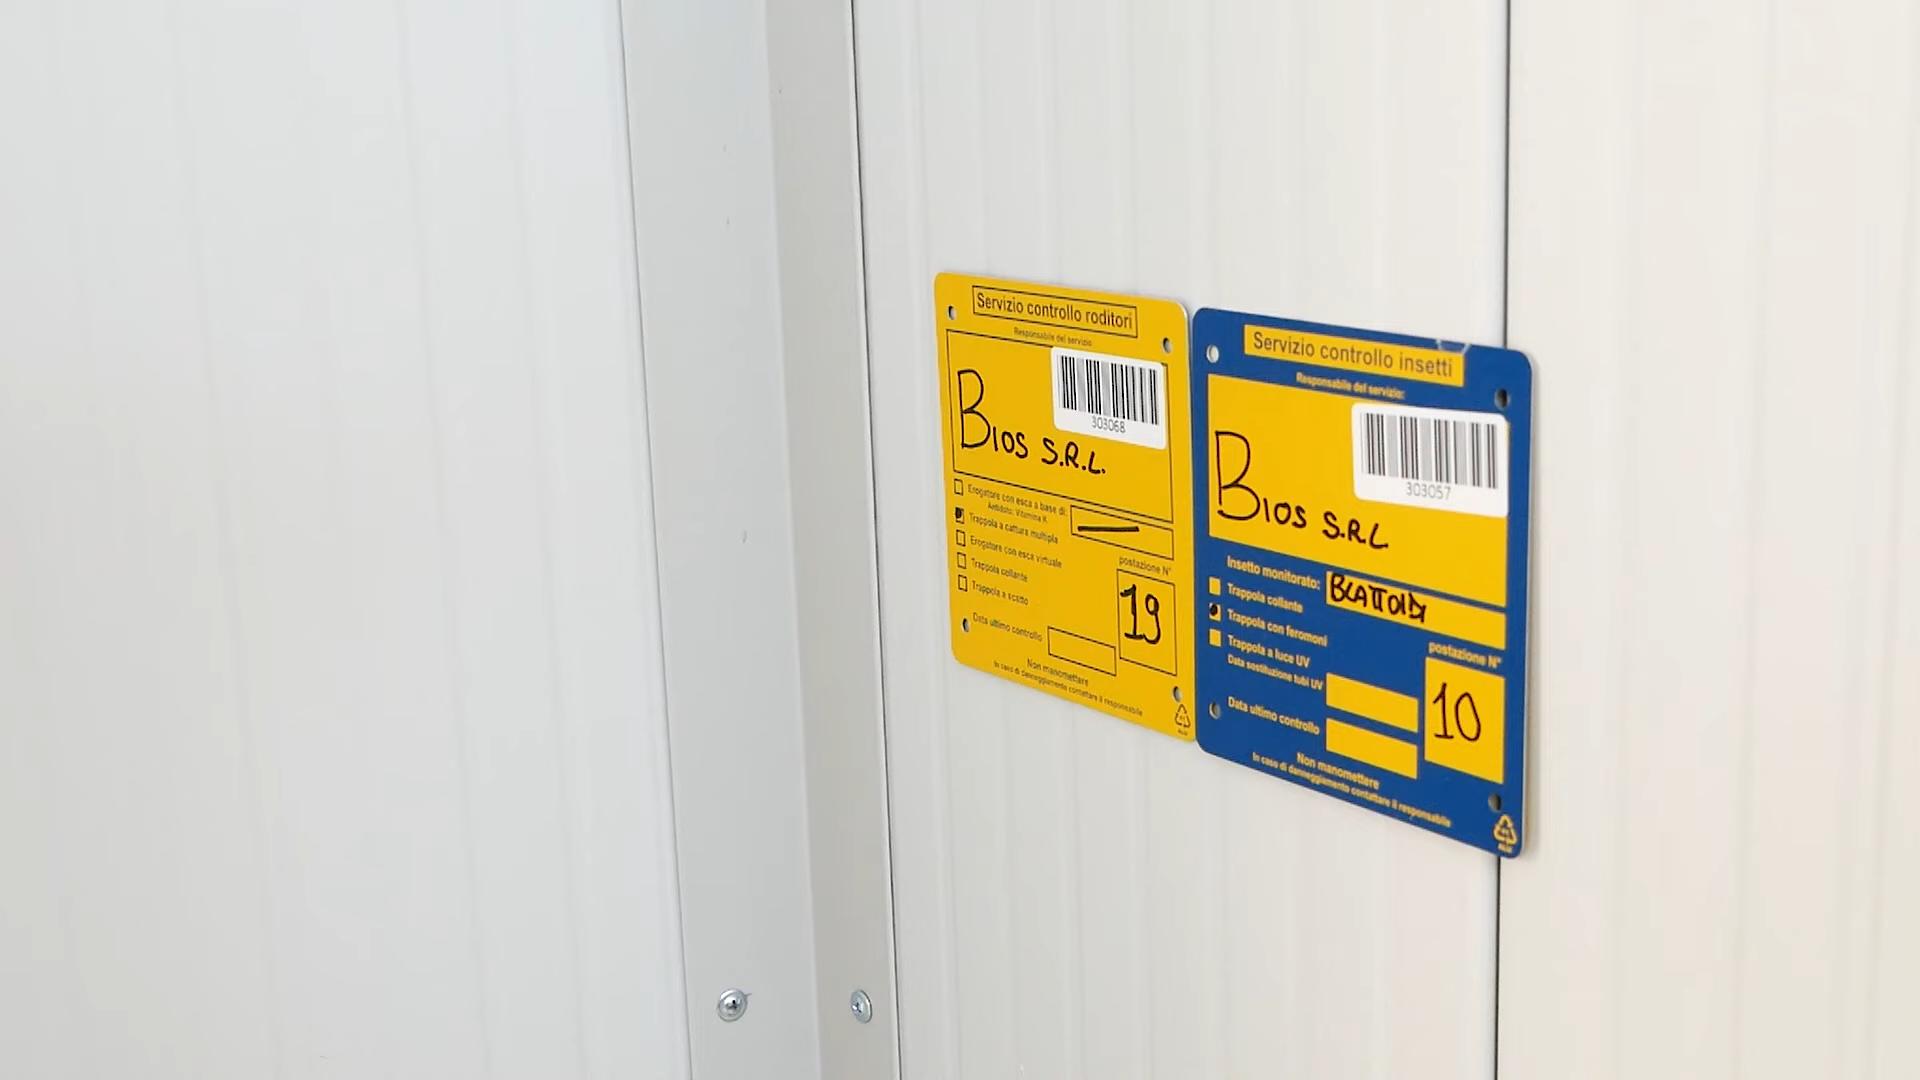 Servizio controllo roditori
Responsabile del servizio
303068
Bios S.R.L.
Erogatore con esca a base di:
Antidoto: Vitamina K
Trappola a cattura multipla
Erogatore con esca virtuale
Trappola collante
Trappola a scatto
postazione N°
19
Data ultimo controllo
Non manomettere
In caso di danneggiamento contattare il responsabile
ALU
Servizio controllo insetti
Responsabile del servizio:
303057
Bios S.R.L
Insetto monitorato: BLATTOIDI
Trappola collante
Trappola con feromoni
Trappola a luce UV
Data sostituzione tubi UV
postazione N°
10
Data ultimo controllo
Non manomettere
In caso di danneggiamento contattare il responsabile
ALU